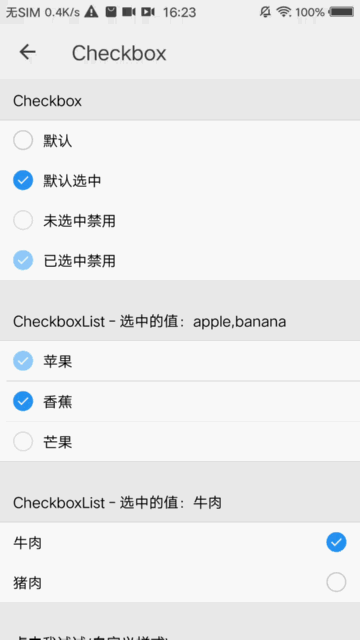 无SIM 0.4K/s 16:23 100%
Checkbox
Checkbox
默认
默认选中
未选中禁用
已选中禁用
CheckboxList - 选中的值：apple,banana
苹果
香蕉
芒果
CheckboxList - 选中的值：牛肉
牛肉
猪肉